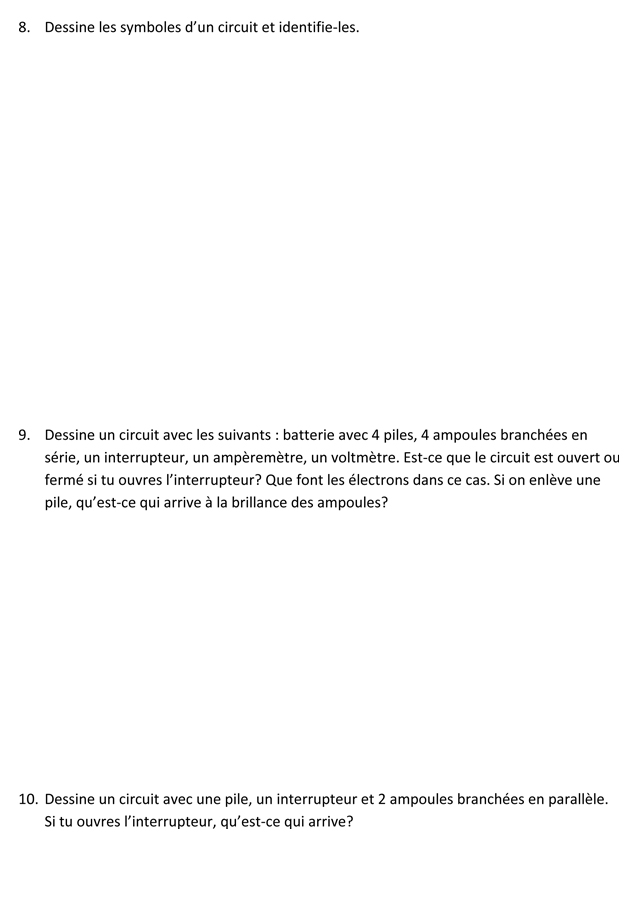 8. Dessine les symboles d’un circuit et identifie-les.
9. Dessine un circuit avec les suivants : batterie avec 4 piles, 4 ampoules branchées en
série, un interrupteur, un ampèremètre, un voltmètre. Est-ce que le circuit est ouvert ou
fermé si tu ouvres l’interrupteur? Que font les électrons dans ce cas. Si on enlève une
pile, qu’est-ce qui arrive à la brillance des ampoules?
10. Dessine un circuit avec une pile, un interrupteur et 2 ampoules branchées en parallèle.
Si tu ouvres l’interrupteur, qu’est-ce qui arrive?